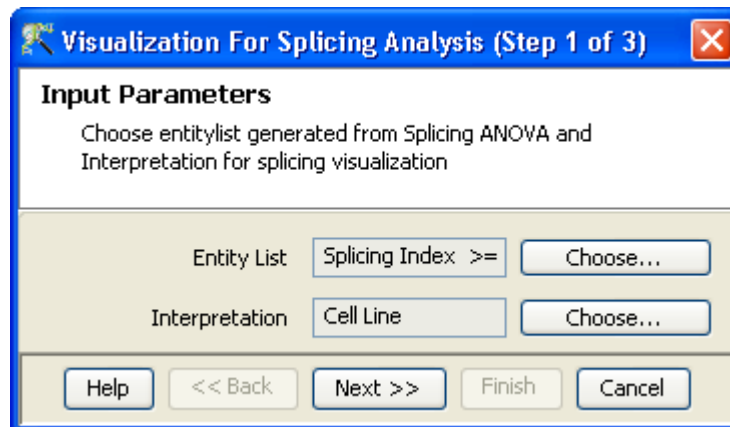 Visualization For Splicing Analysis (Step 1 of 3)
Input Parameters
Choose entitylist generated from Splicing ANOVA and
Interpretation for splicing visualization
Entity List Splicing Index >= Choose...
Interpretation Cell Line Choose...
Help << Back Next >> Finish Cancel